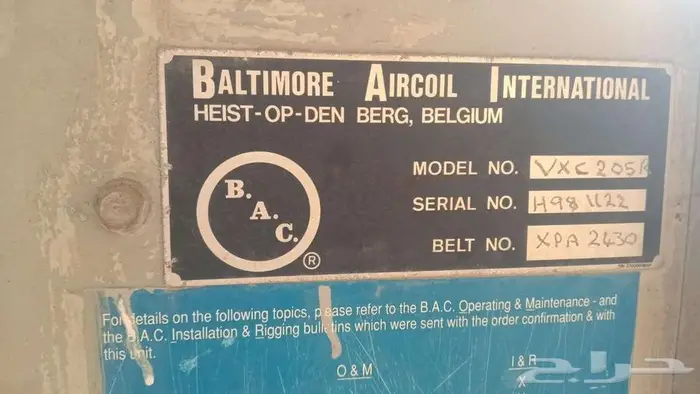 BALTIMORE AIRCOIL INTERNATIONAL
HEIST-OP-DEN BERG, BELGIUM
MODEL NO. VXC 205R
B.
A.
C.
®
SERIAL NO. H98 1122
BELT NO. XPA 2430
For details on the following topics, please refer to the B.A.C. Operating & Maintenance - and
the B.A.C. Installation & Rigging bulletins which were sent with the order confirmation & with
this unit.
O & M
I & R
X
حراج